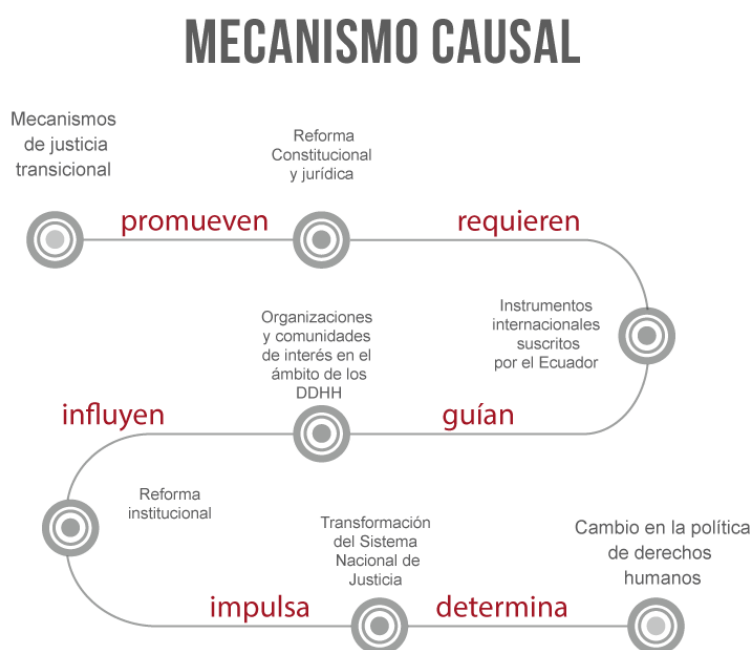 MECANISMO CAUSAL
Mecanismos
de justicia
transicional
promueven
Reforma
Constitucional
y jurídica
requieren
Instrumentos
internacionales
suscritos
por el Ecuador
guían
Organizaciones
y comunidades
de interés en el
ámbito de los
DDHH
influyen
Reforma
institucional
impulsa
Transformación
del Sistema
Nacional de
Justicia
determina
Cambio en la política
de derechos
humanos